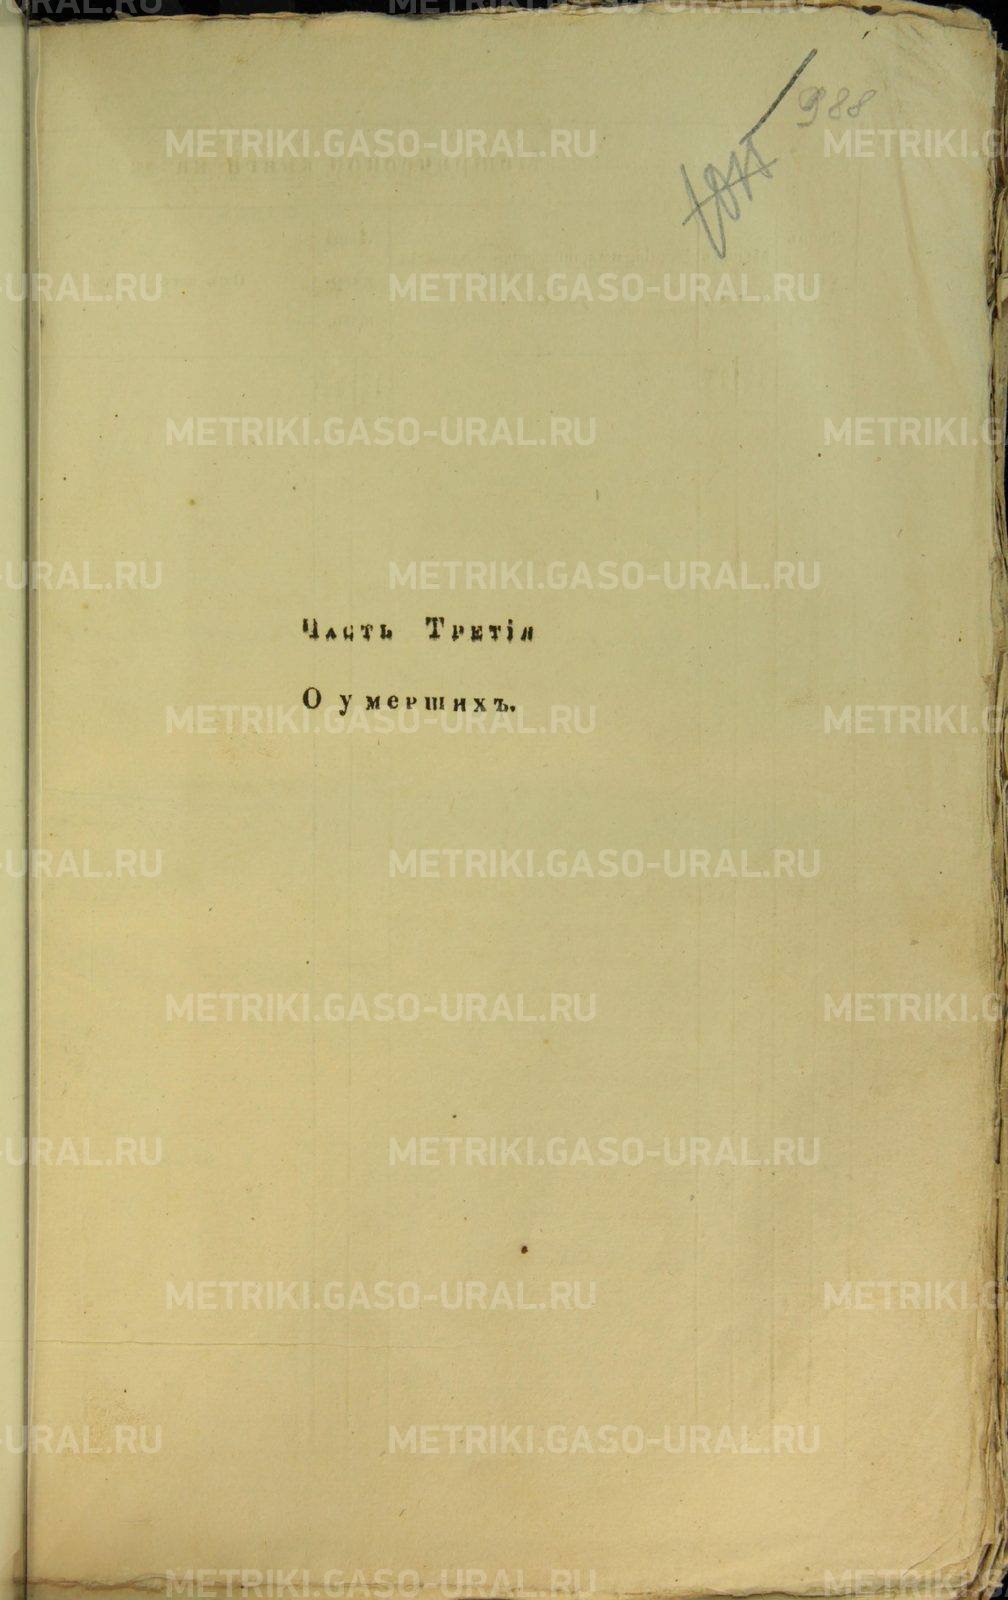 988
Часть Третія
О умершихъ.
METRIKI.GASO-URAL.RU